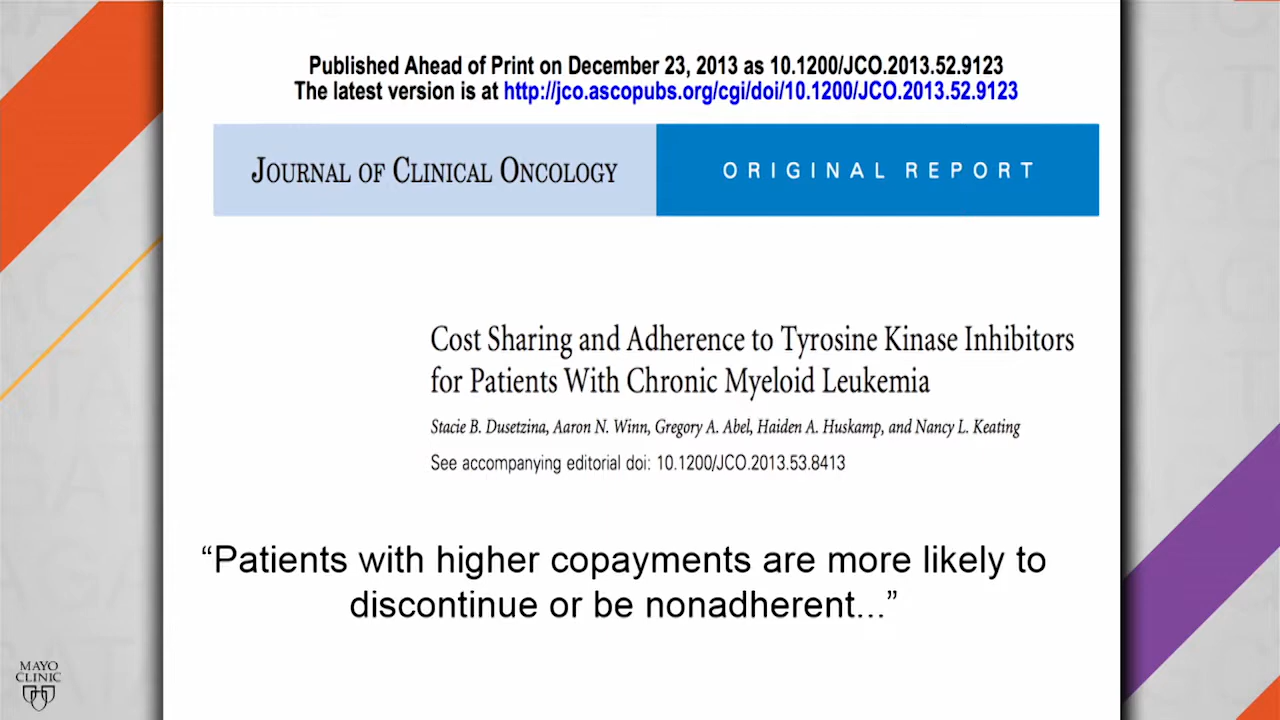 Published Ahead of Print on December 23, 2013 as 10.1200/JCO.2013.52.9123
The latest version is at http://jco.ascopubs.org/cgi/doi/10.1200/JCO.2013.52.9123
JOURNAL OF CLINICAL ONCOLOGY
ORIGINAL REPORT
Cost Sharing and Adherence to Tyrosine Kinase Inhibitors
for Patients With Chronic Myeloid Leukemia
Stacie B. Dusetzina, Aaron N. Winn, Gregory A. Abel, Haiden A. Huskamp, and Nancy L. Keating
See accompanying editorial doi: 10.1200/JCO.2013.53.8413
“Patients with higher copayments are more likely to
discontinue or be nonadherent...”
MAYO
CLINIC